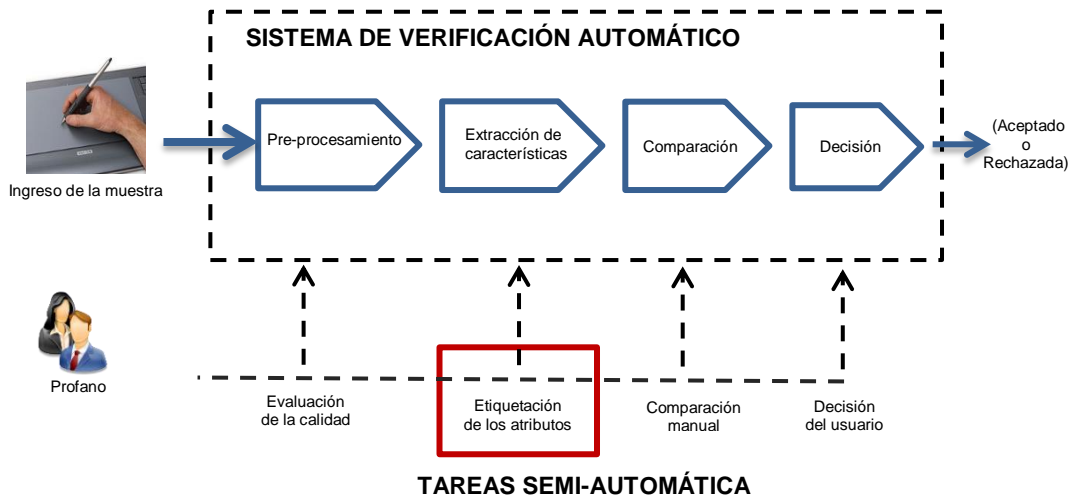 SISTEMA DE VERIFICACIÓN AUTOMÁTICO
Ingreso de la muestra
Pre-procesamiento
Extracción de
características
Comparación
Decisión
(Aceptado
o
Rechazada)
Profano
Evaluación
de la calidad
Etiquetación
de los atributos
Comparación
manual
Decisión
del usuario
TAREAS SEMI-AUTOMÁTICA